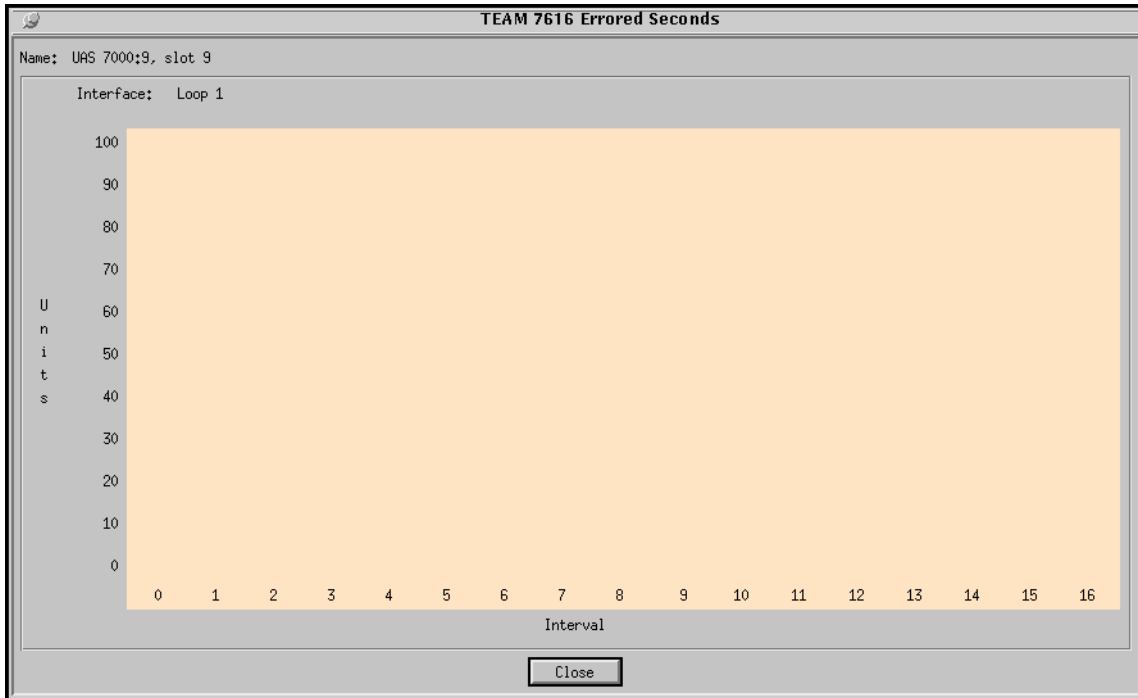 TEAM 7616 Errored Seconds
Name: UAS 7000:9, slot 9
Interface: Loop 1
100
90
80
70
60
50
40
30
20
10
0
Units
0 1 2 3 4 5 6 7 8 9 10 11 12 13 14 15 16
Interval
Close